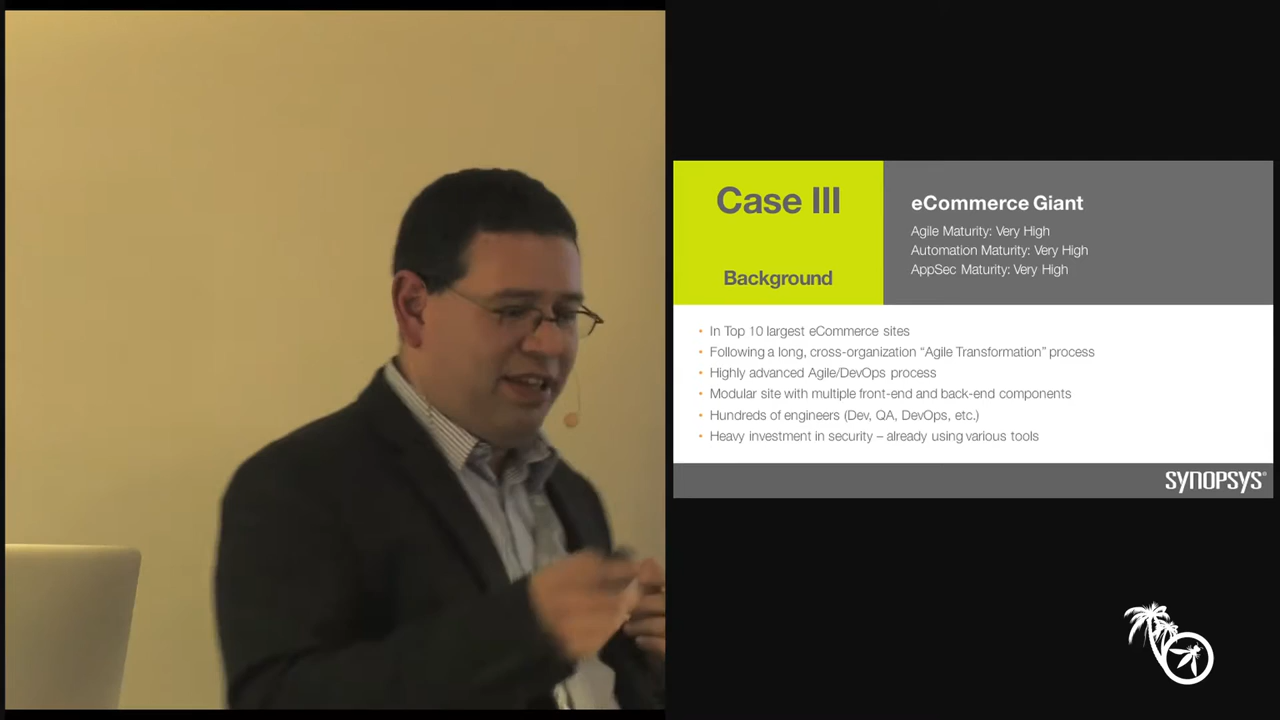 Case III
Background
eCommerce Giant
Agile Maturity: Very High
Automation Maturity: Very High
AppSec Maturity: Very High
• In Top 10 largest eCommerce sites
• Following a long, cross-organization “Agile Transformation” process
• Highly advanced Agile/DevOps process
• Modular site with multiple front-end and back-end components
• Hundreds of engineers (Dev, QA, DevOps, etc.)
• Heavy investment in security – already using various tools
SYNOPSYS®